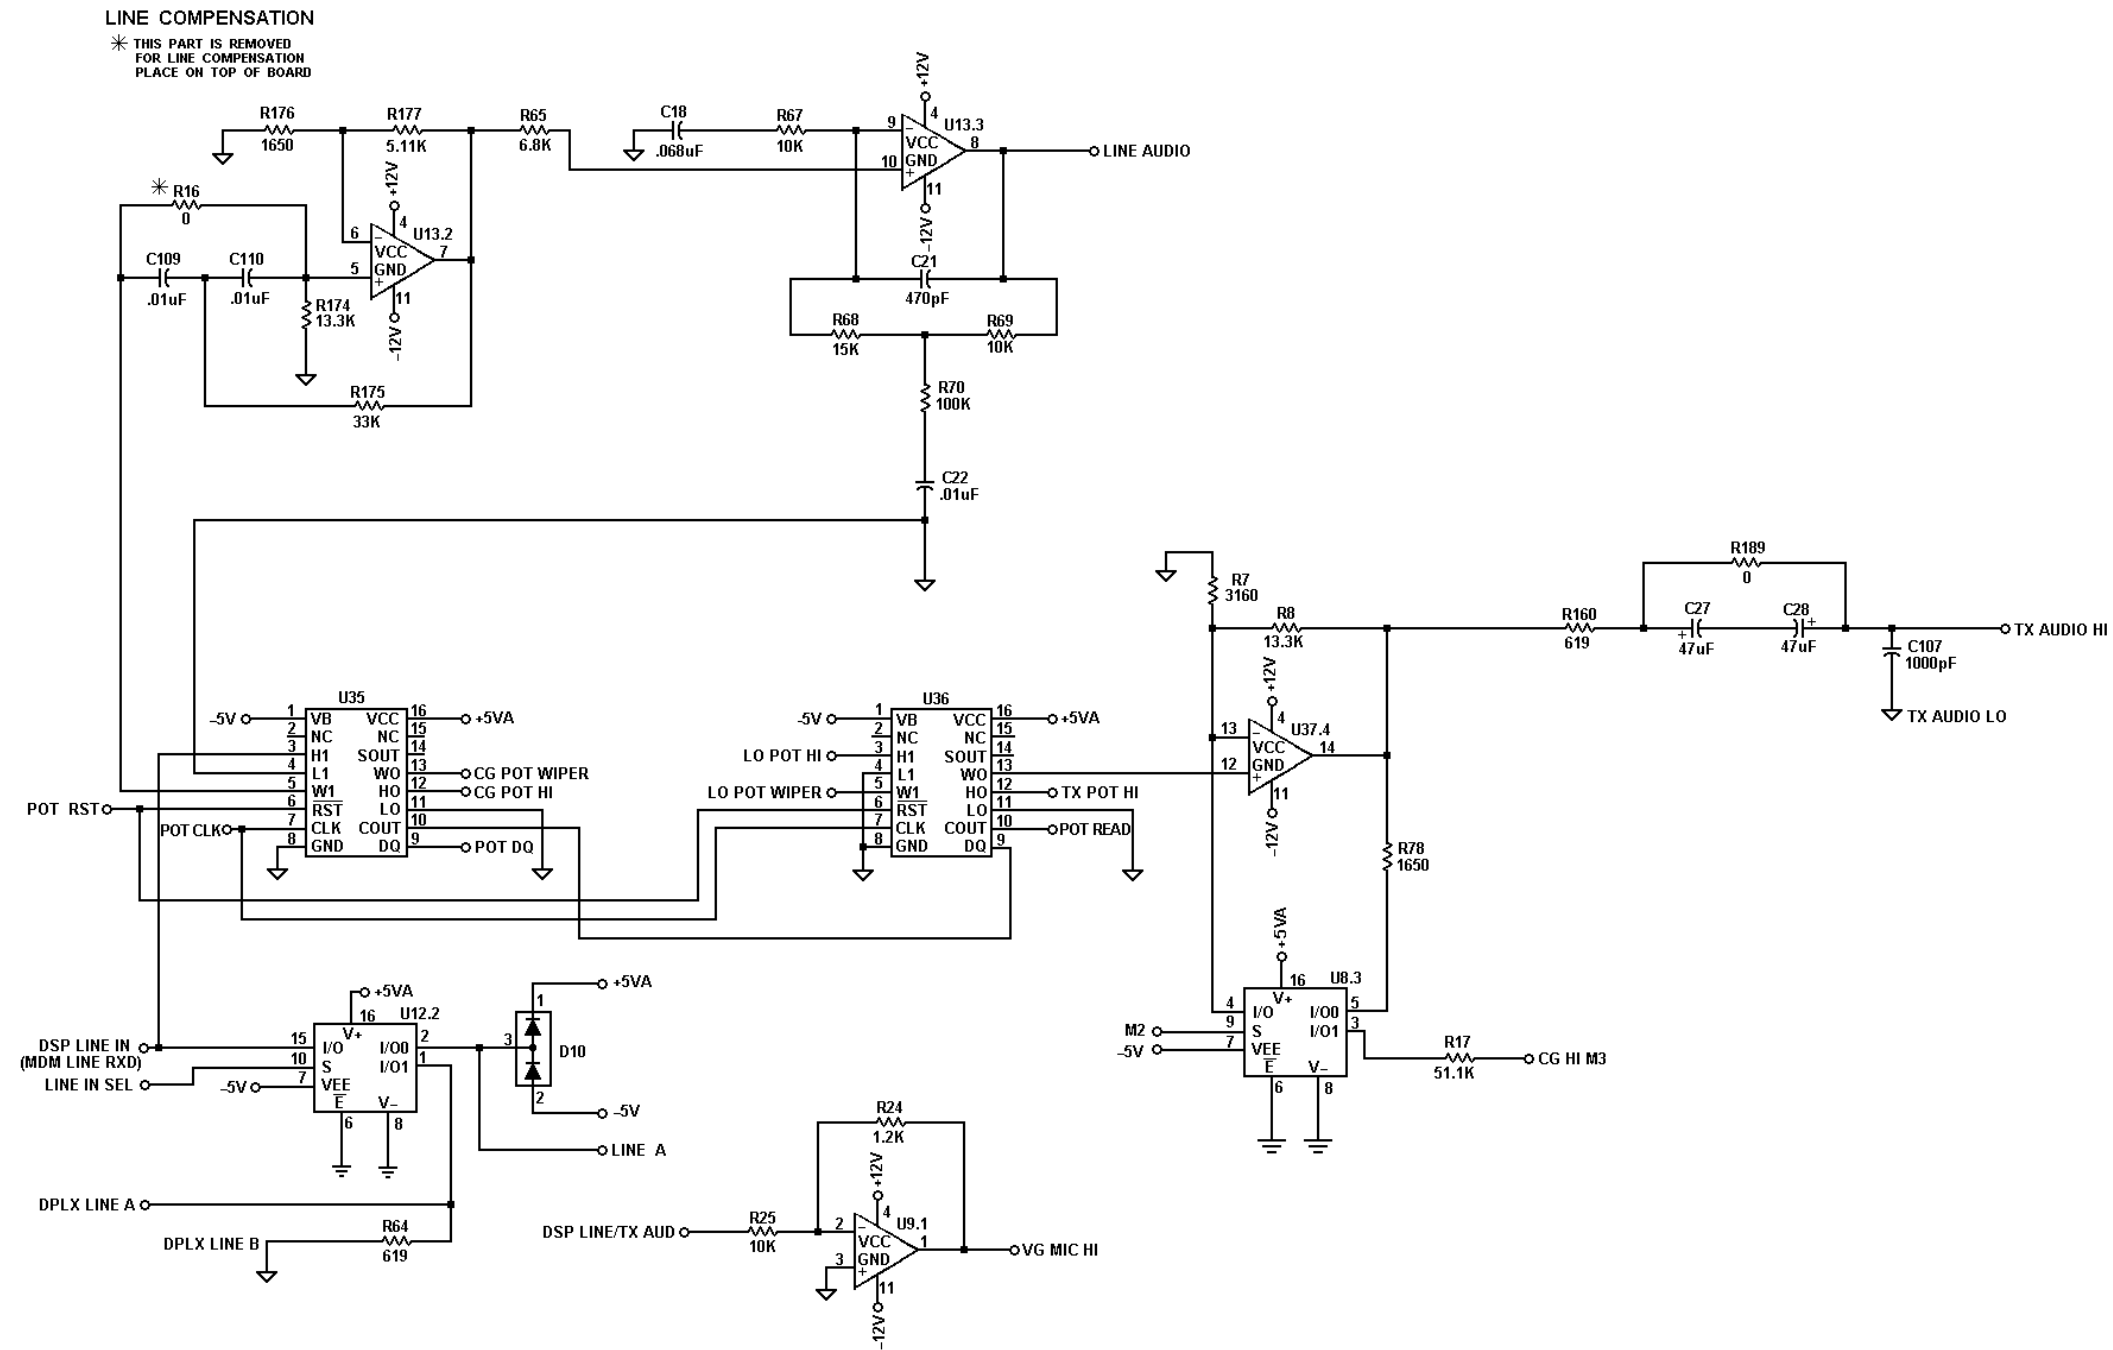 LINE COMPENSATION
* THIS PART IS REMOVED
FOR LINE COMPENSATION
PLACE ON TOP OF BOARD
R176
1650
R177
5.11K
R65
6.8K
C18
.068uF
R67
10K
+12V
4
9
–
U13.3
VCC
8
LINE AUDIO
GND
10
+
11
–12V
* R16
0
+12V
4
6
–
U13.2
VCC
7
GND
5
+
11
–12V
C109
.01uF
C110
.01uF
R174
13.3K
R175
33K
C21
470pF
R68
15K
R69
10K
R70
100K
C22
.01uF
R7
3160
R8
13.3K
R160
619
R189
0
C27
+
47uF
C28
+
47uF
TX AUDIO HI
C107
1000pF
TX AUDIO LO
U35
–5V 1 VB VCC 16 +5VA
2 NC NC 15
3 H1 SOUT 14
4 L1 WO 13 CG POT WIPER
5 W1 HO 12 CG POT HI
POT RST 6 RST LO 11
POT CLK 7 CLK COUT 10
8 GND DQ 9 POT DQ
U36
–5V 1 VB VCC 16 +5VA
2 NC NC 15
LO POT HI 3 H1 SOUT 14
4 L1 WO 13
LO POT WIPER 5 W1 HO 12 TX POT HI
6 RST LO 11
7 CLK COUT 10 POT READ
8 GND DQ 9
+12V
4
13
–
U37.4
VCC
14
GND
12
+
11
–12V
R78
1650
+5VA
16
U8.3
V+
4 I/O I/O0 5
M2 9 S I/O1 3
–5V 7 VEE
E V–
6 8
R17
51.1K
CG HI M3
+5VA
16
U12.2
V+
DSP LINE IN
(MDM LINE RXD)
15 I/O I/O0 2
LINE IN SEL
10 S I/O1 1
–5V 7 VEE
E V–
6 8
+5VA
1
3
D10
2
–5V
LINE A
DPLX LINE A
R64
619
DPLX LINE B
DSP LINE/TX AUD
R25
10K
R24
1.2K
+12V
4
2
–
U9.1
VCC
1
VG MIC HI
3
GND
+
11
–12V